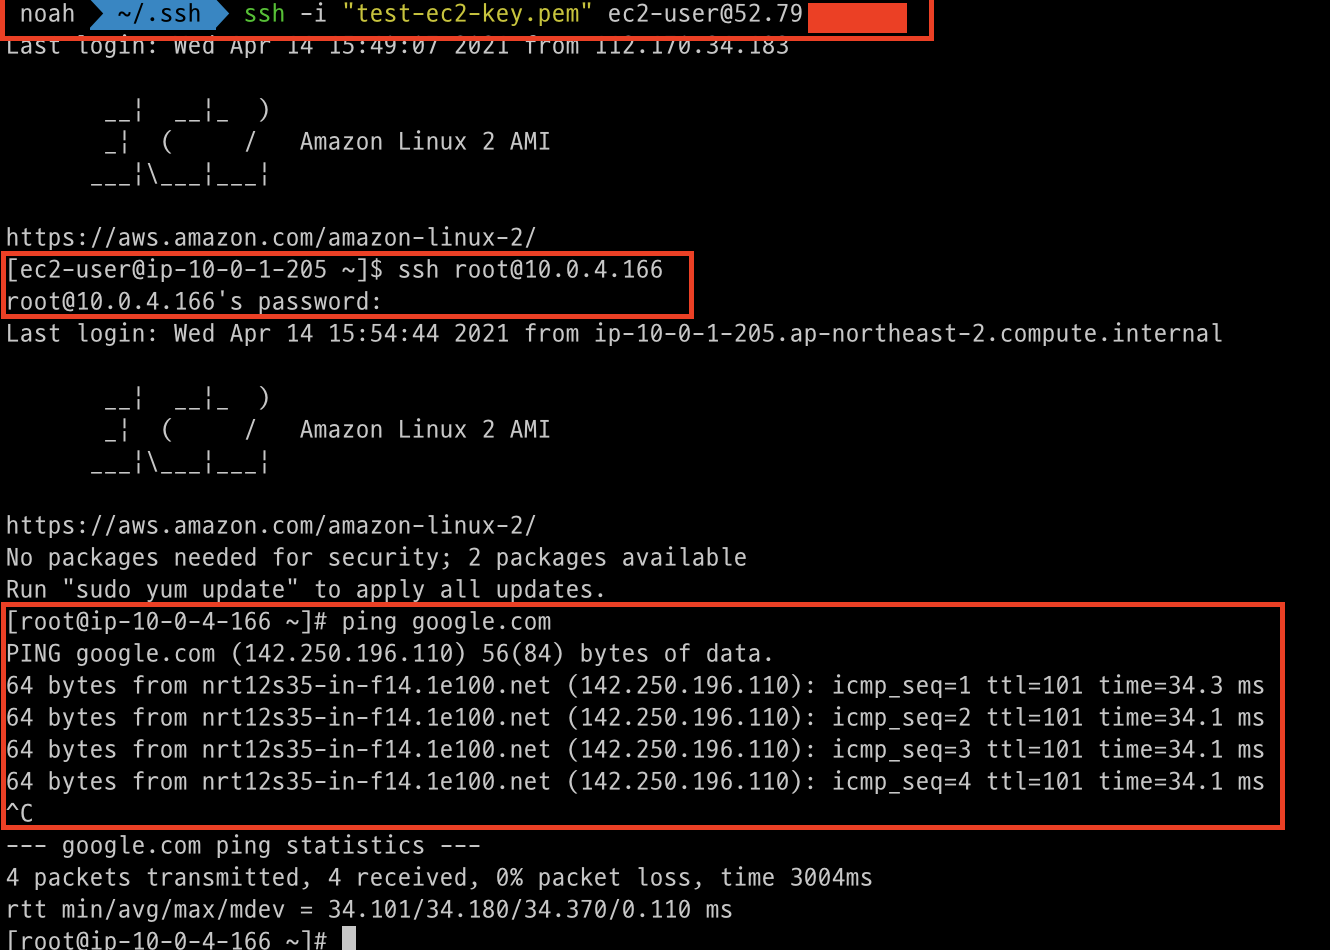 noah ~/.ssh ssh -i "test-ec2-key.pem" ec2-user@52.79
Last login: Wed Apr 14 15:49:07 2021 from 112.170.34.183
       __|  __|_  )
       _|  (     /   Amazon Linux 2 AMI
      ___|\___|___|
https://aws.amazon.com/amazon-linux-2/
[ec2-user@ip-10-0-1-205 ~]$ ssh root@10.0.4.166
root@10.0.4.166's password:
Last login: Wed Apr 14 15:54:44 2021 from ip-10-0-1-205.ap-northeast-2.compute.internal
       __|  __|_  )
       _|  (     /   Amazon Linux 2 AMI
      ___|\___|___|
https://aws.amazon.com/amazon-linux-2/
No packages needed for security; 2 packages available
Run "sudo yum update" to apply all updates.
[root@ip-10-0-4-166 ~]# ping google.com
PING google.com (142.250.196.110) 56(84) bytes of data.
64 bytes from nrt12s35-in-f14.1e100.net (142.250.196.110): icmp_seq=1 ttl=101 time=34.3 ms
64 bytes from nrt12s35-in-f14.1e100.net (142.250.196.110): icmp_seq=2 ttl=101 time=34.1 ms
64 bytes from nrt12s35-in-f14.1e100.net (142.250.196.110): icmp_seq=3 ttl=101 time=34.1 ms
64 bytes from nrt12s35-in-f14.1e100.net (142.250.196.110): icmp_seq=4 ttl=101 time=34.1 ms
^C
--- google.com ping statistics ---
4 packets transmitted, 4 received, 0% packet loss, time 3004ms
rtt min/avg/max/mdev = 34.101/34.180/34.370/0.110 ms
[root@ip-10-0-4-166 ~]#